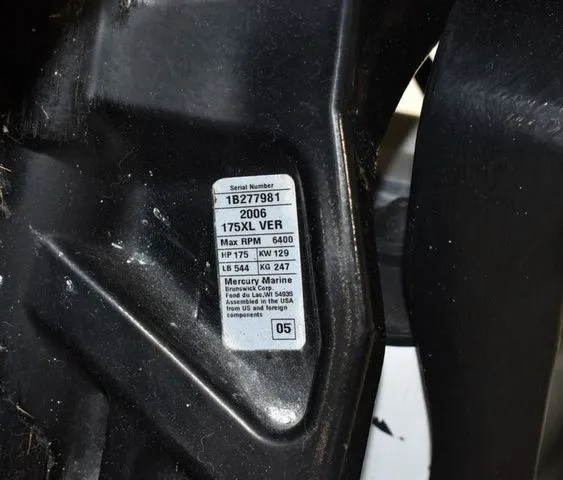 Serial Number
1B277981
2006
175XL VER
Max RPM 6400
HP 175 KW 129
LB 544 KG 247
Mercury Marine
Brunswick Corp.
Fond du Lac,WI 54935
Assembled in the USA
from US and foreign
components
05